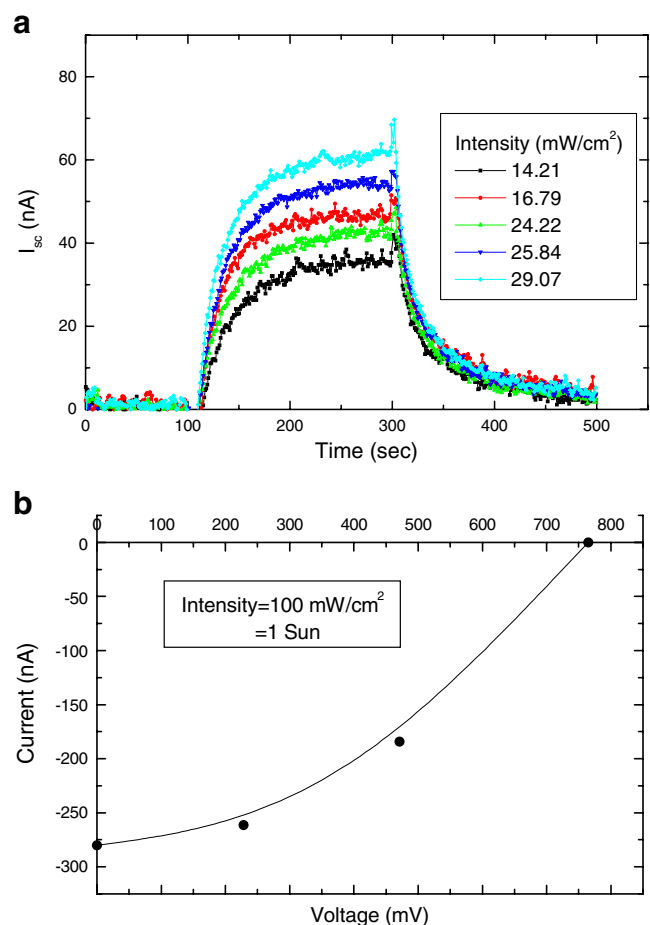 a
80
60
40
20
0
I_sc (nA)
0 100 200 300 400 500
Time (sec)
Intensity (mW/cm²)
14.21
16.79
24.22
25.84
29.07
b
0 100 200 300 400 500 600 700 800
0
-50
-100
-150
-200
-250
-300
Current (nA)
Intensity=100 mW/cm²
=1 Sun
Voltage (mV)